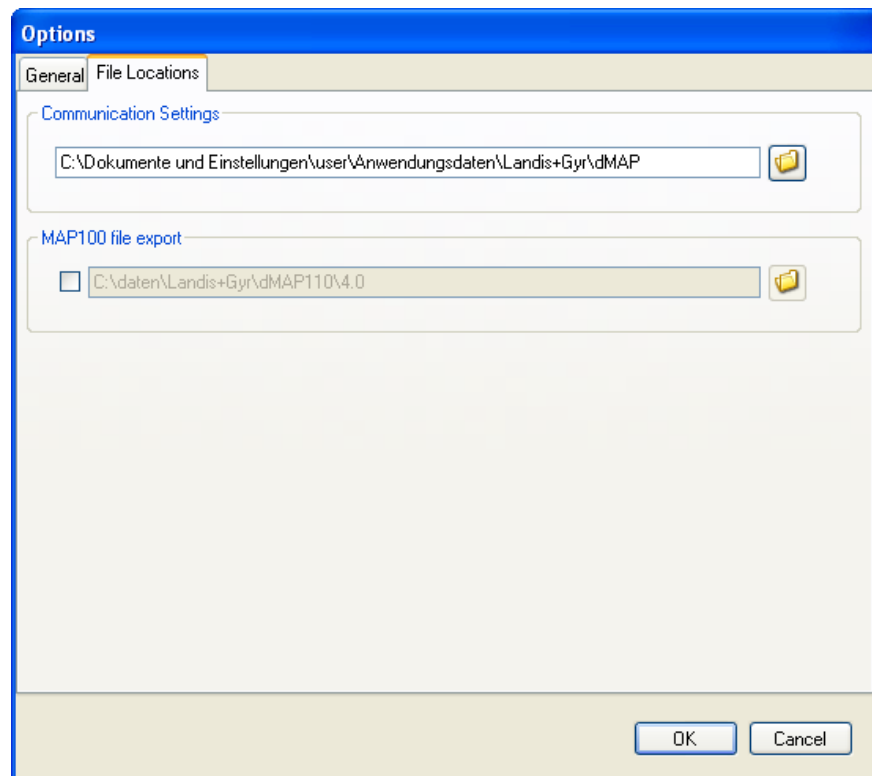 Options
General File Locations
Communication Settings
C:\Dokumente und Einstellungen\user\Anwendungsdaten\Landis+Gyr\dMAP
MAP100 file export
C:\daten\Landis+Gyr\dMAP110\4.0
OK Cancel